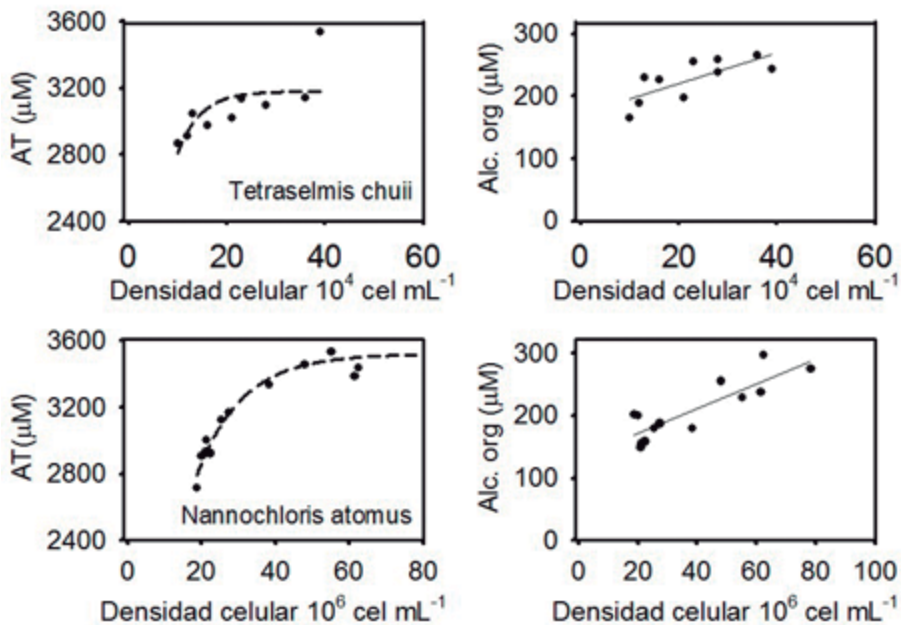 3600
3200
2800
2400
AT (μM)
Tetraselmis chuii
0 20 40 60
Densidad celular 10⁴ cel mL⁻¹
300
200
100
0
Alc. org (μM)
0 20 40 60
Densidad celular 10⁴ cel mL⁻¹
3600
3200
2800
2400
AT(μM)
Nannochloris atomus
0 20 40 60 80
Densidad celular 10⁶ cel mL⁻¹
300
200
100
0
Alc. org (μM)
0 20 40 60 80 100
Densidad celular 10⁶ cel mL⁻¹